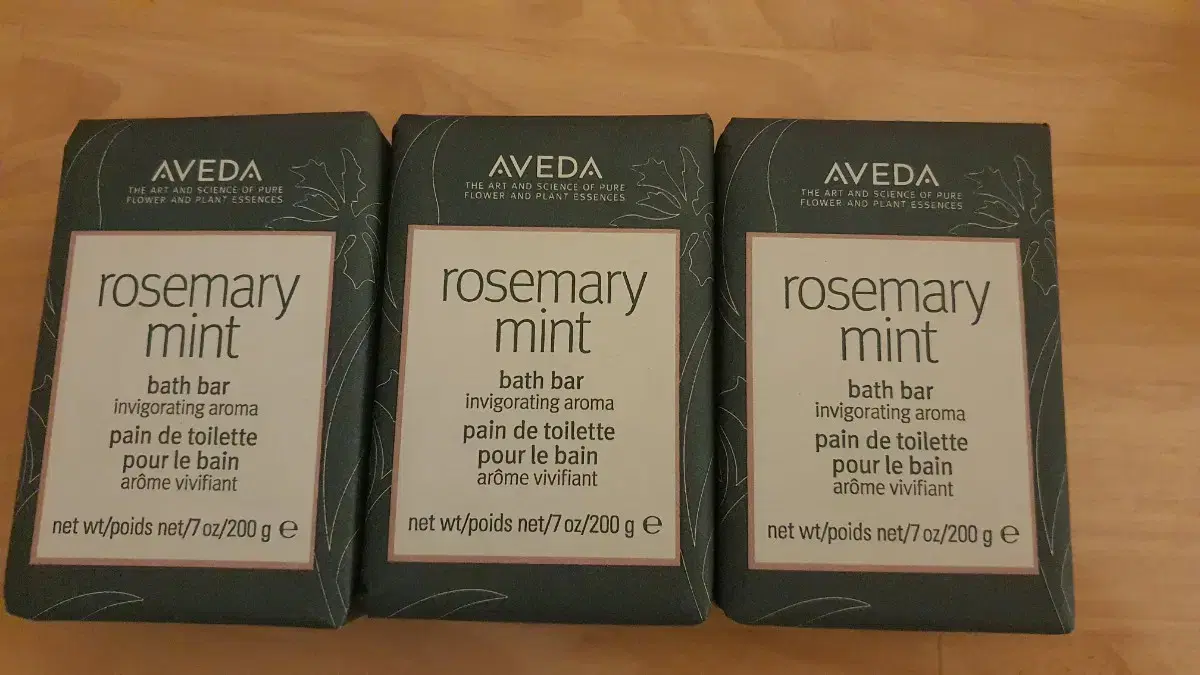 AVEDA
THE ART AND SCIENCE OF PURE
FLOWER AND PLANT ESSENCES
rosemary
mint
bath bar
invigorating aroma
pain de toilette
pour le bain
arôme vivifiant
net wt/poids net/7 oz/200 g ℮
AVEDA
THE ART AND SCIENCE OF PURE
FLOWER AND PLANT ESSENCES
rosemary
mint
bath bar
invigorating aroma
pain de toilette
pour le bain
arôme vivifiant
net wt/poids net/7 oz/200 g ℮
AVEDA
THE ART AND SCIENCE OF PURE
FLOWER AND PLANT ESSENCES
rosemary
mint
bath bar
invigorating aroma
pain de toilette
pour le bain
arôme vivifiant
net wt/poids net/7 oz/200 g ℮